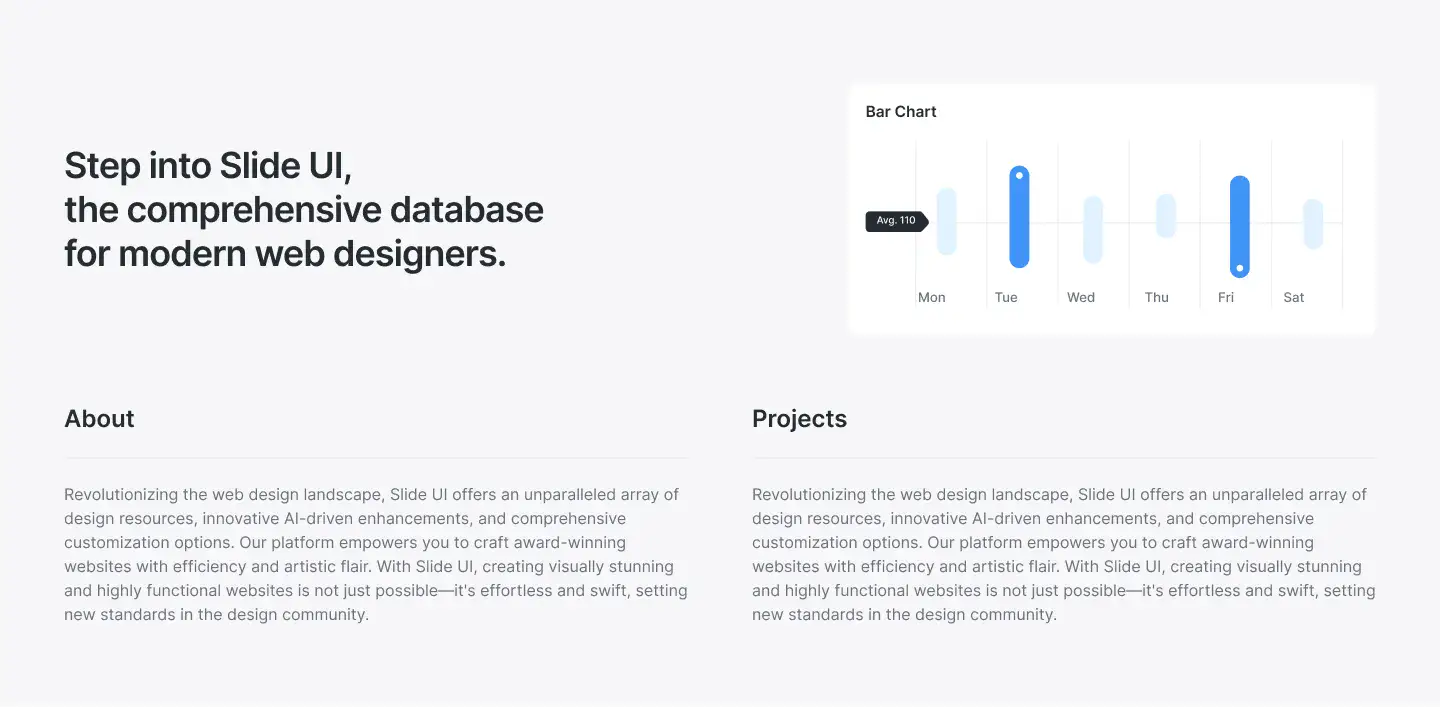 Step into Slide UI,
the comprehensive database
for modern web designers.
Bar Chart
Avg. 110
Mon
Tue
Wed
Thu
Fri
Sat
About
Revolutionizing the web design landscape, Slide UI offers an unparalleled array of
design resources, innovative AI-driven enhancements, and comprehensive
customization options. Our platform empowers you to craft award-winning
websites with efficiency and artistic flair. With Slide UI, creating visually stunning
and highly functional websites is not just possible—it's effortless and swift, setting
new standards in the design community.
Projects
Revolutionizing the web design landscape, Slide UI offers an unparalleled array of
design resources, innovative AI-driven enhancements, and comprehensive
customization options. Our platform empowers you to craft award-winning
websites with efficiency and artistic flair. With Slide UI, creating visually stunning
and highly functional websites is not just possible—it's effortless and swift, setting
new standards in the design community.